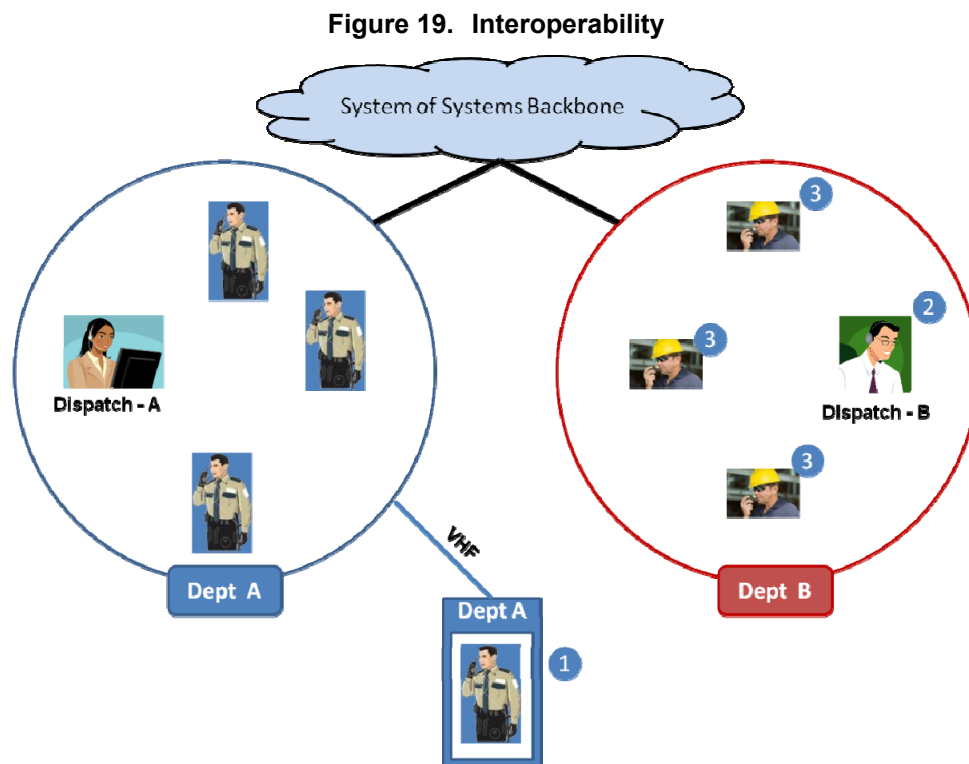 Figure 19. Interoperability
System of Systems Backbone
3
2
3
Dispatch - A
Dispatch - B
3
VHF
Dept A
Dept B
Dept A
1